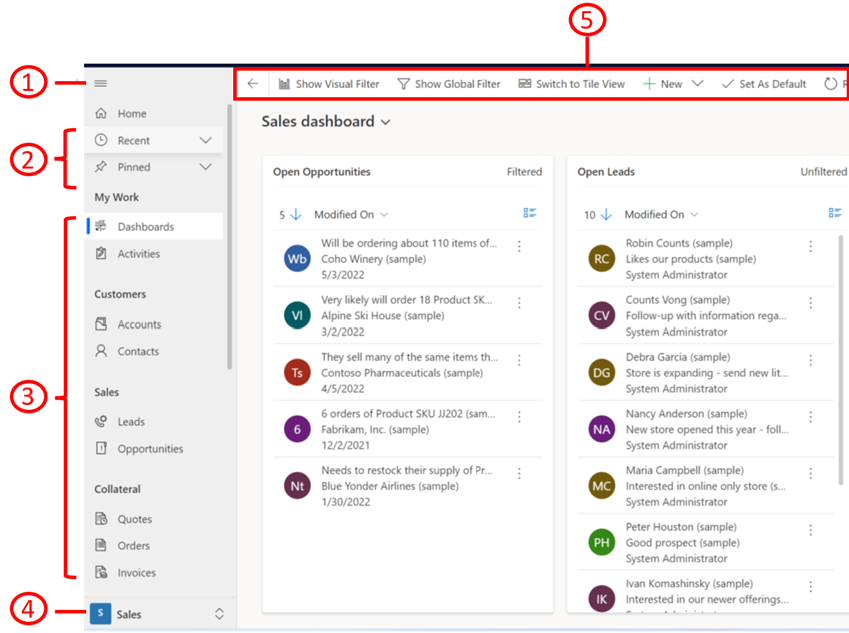 5
1
Show Visual Filter Show Global Filter Switch to Tile View New Set As Default
Home
Sales dashboard
2
Recent
Pinned
My Work
3
Dashboards
Activities
Customers
Accounts
Contacts
Sales
Leads
Opportunities
Collateral
Quotes
Orders
Invoices
4
S Sales
Open Opportunities Filtered
5 Modified On
Wb
Will be ordering about 110 items of...
Coho Winery (sample)
5/3/2022
VI
Very likely will order 18 Product SK...
Alpine Ski House (sample)
3/2/2022
Ts
They sell many of the same items th...
Contoso Pharmaceuticals (sample)
4/5/2022
6
6 orders of Product SKU JJ202 (sam...
Fabrikam, Inc. (sample)
12/2/2021
Nt
Needs to restock their supply of Pr...
Blue Yonder Airlines (sample)
1/30/2022
Open Leads Unfiltered
10 Modified On
RC
Robin Counts (sample)
Likes our products (sample)
System Administrator
CV
Counts Vong (sample)
Follow-up with information rega...
System Administrator
DG
Debra Garcia (sample)
Store is expanding - send new lit...
System Administrator
NA
Nancy Anderson (sample)
New store opened this year - foll...
System Administrator
MC
Maria Campbell (sample)
Interested in online only store (s...
System Administrator
PH
Peter Houston (sample)
Good prospect (sample)
System Administrator
IK
Ivan Komashinsky (sample)
Interested in our newer offerings...